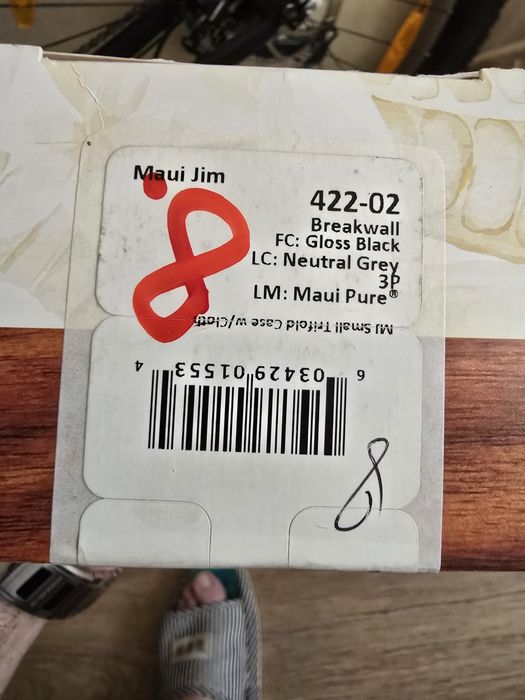 Maui Jim
422-02
Breakwall
FC: Gloss Black
LC: Neutral Grey
3P
LM: Maui Pure®
8
MJ Small Trifold Case w/Cloth
6 03429 01553 4
8